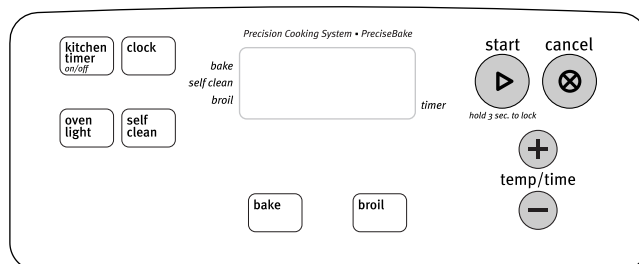 Precision Cooking System • PreciseBake
kitchen
timer
on/off
clock
oven
light
self
clean
bake
self clean
broil
timer
bake
broil
start
cancel
hold 3 sec. to lock
temp/time